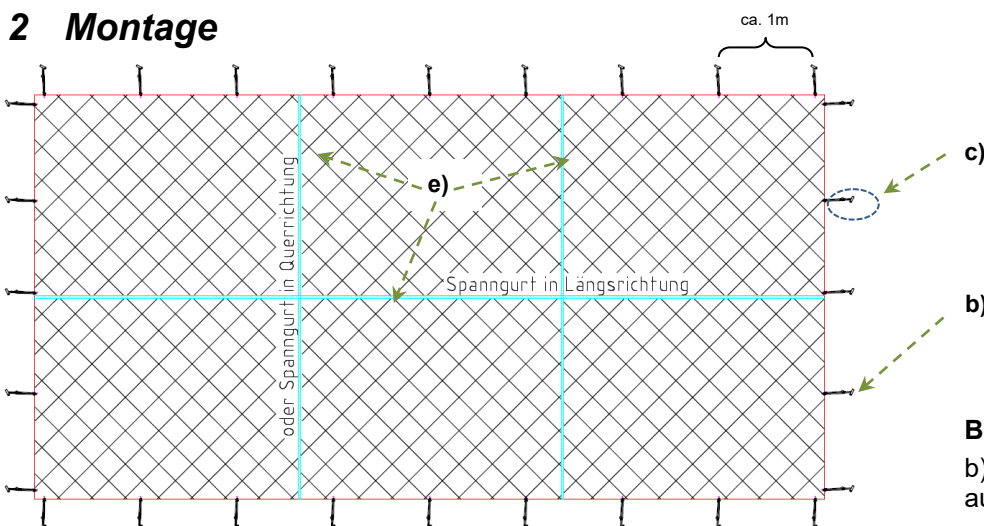 2 Montage
ca. 1m
c)
e)
oder Spanngurt in Querrichtung
Spanngurt in Längsrichtung
b)
B
b)
au